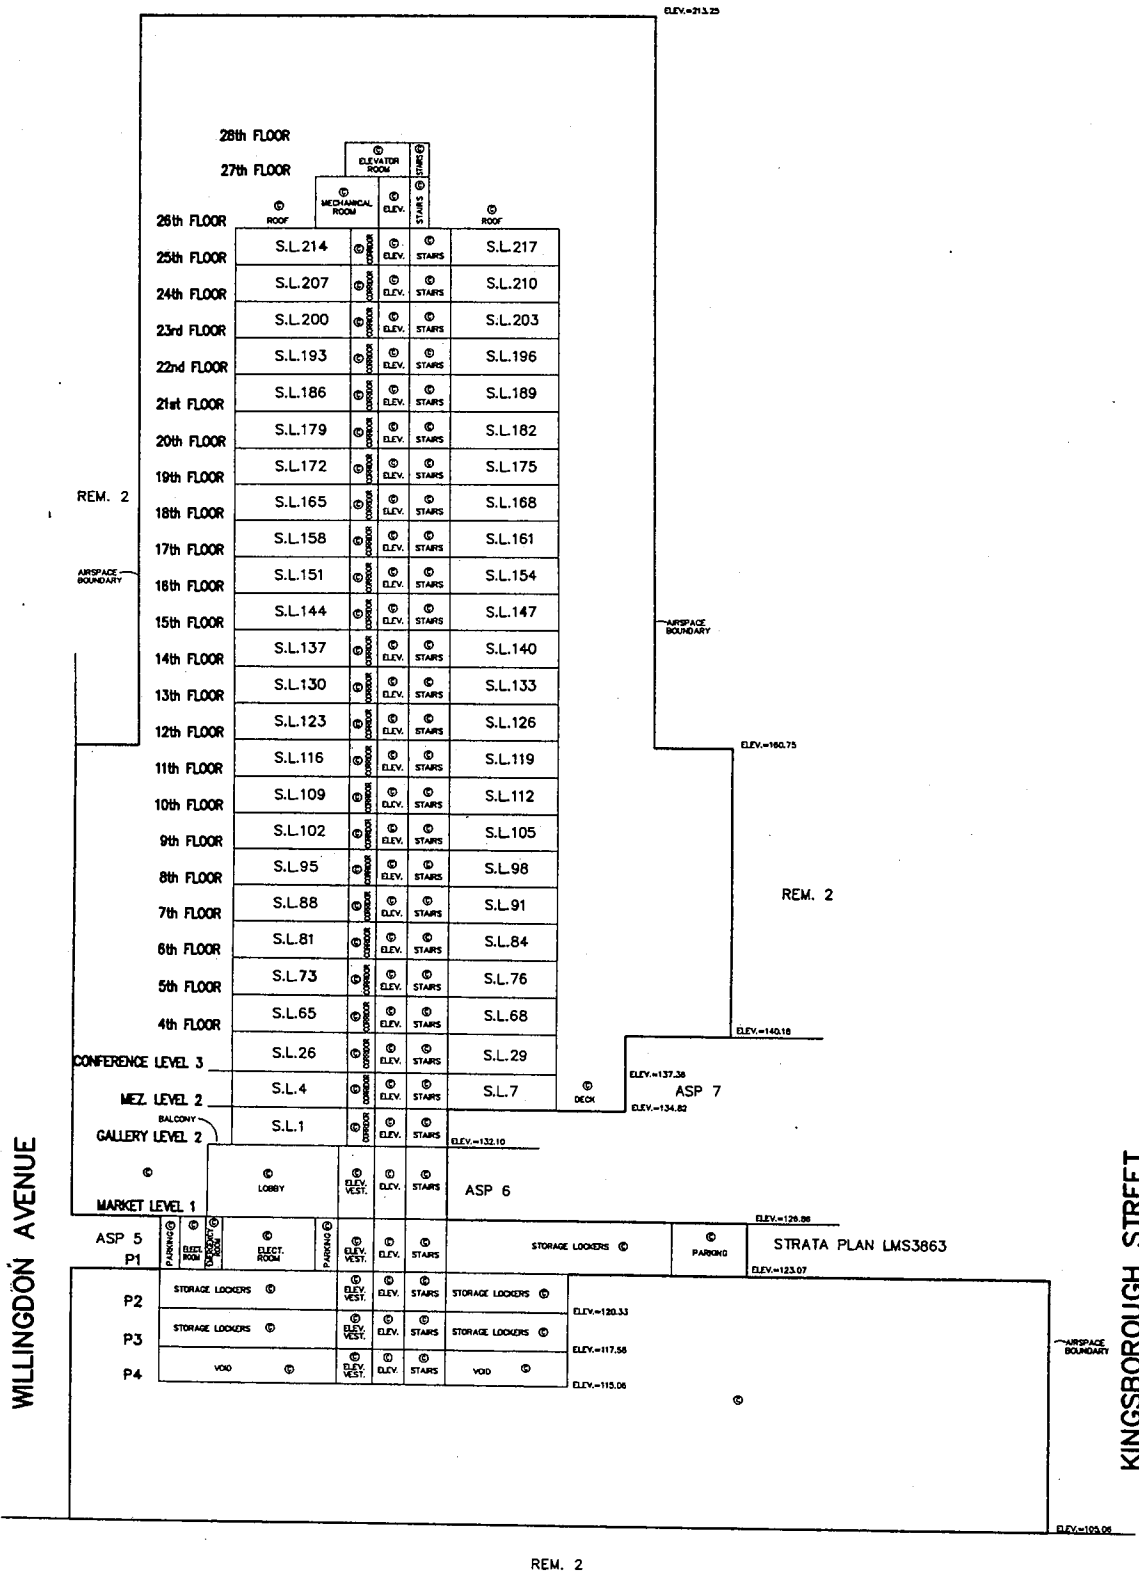 ELEV.=213.25
28th FLOOR
© ELEVATOR ROOM
STAIRS ©
27th FLOOR
© MECHANICAL ROOM
© ELEV.
STAIRS ©
26th FLOOR
© ROOF
© ROOF
S.L.214 © CORRIDOR © ELEV. © STAIRS S.L.217
25th FLOOR
S.L.207 © CORRIDOR © ELEV. © STAIRS S.L.210
24th FLOOR
S.L.200 © CORRIDOR © ELEV. © STAIRS S.L.203
23rd FLOOR
S.L.193 © CORRIDOR © ELEV. © STAIRS S.L.196
22nd FLOOR
S.L.186 © CORRIDOR © ELEV. © STAIRS S.L.189
21st FLOOR
S.L.179 © CORRIDOR © ELEV. © STAIRS S.L.182
20th FLOOR
S.L.172 © CORRIDOR © ELEV. © STAIRS S.L.175
19th FLOOR
REM. 2
S.L.165 © CORRIDOR © ELEV. © STAIRS S.L.168
18th FLOOR
S.L.158 © CORRIDOR © ELEV. © STAIRS S.L.161
17th FLOOR
AIRSPACE
BOUNDARY
S.L.151 © CORRIDOR © ELEV. © STAIRS S.L.154
16th FLOOR
S.L.144 © CORRIDOR © ELEV. © STAIRS S.L.147
15th FLOOR
AIRSPACE
BOUNDARY
S.L.137 © CORRIDOR © ELEV. © STAIRS S.L.140
14th FLOOR
S.L.130 © CORRIDOR © ELEV. © STAIRS S.L.133
13th FLOOR
S.L.123 © CORRIDOR © ELEV. © STAIRS S.L.126
12th FLOOR
ELEV.=160.75
S.L.116 © CORRIDOR © ELEV. © STAIRS S.L.119
11th FLOOR
S.L.109 © CORRIDOR © ELEV. © STAIRS S.L.112
10th FLOOR
S.L.102 © CORRIDOR © ELEV. © STAIRS S.L.105
9th FLOOR
S.L.95 © CORRIDOR © ELEV. © STAIRS S.L.98
8th FLOOR
REM. 2
S.L.88 © CORRIDOR © ELEV. © STAIRS S.L.91
7th FLOOR
S.L.81 © CORRIDOR © ELEV. © STAIRS S.L.84
6th FLOOR
S.L.73 © CORRIDOR © ELEV. © STAIRS S.L.76
5th FLOOR
S.L.65 © CORRIDOR © ELEV. © STAIRS S.L.68
4th FLOOR
ELEV.=140.18
S.L.26 © CORRIDOR © ELEV. © STAIRS S.L.29
CONFERENCE LEVEL 3
ELEV.=137.38
S.L.4 © CORRIDOR © ELEV. © STAIRS S.L.7 © DECK
ASP 7
MEZ. LEVEL 2
ELEV.=134.82
BALCONY
S.L.1 © CORRIDOR © ELEV. © STAIRS
GALLERY LEVEL 2
ELEV.=132.10
©
© LOBBY
© ELEV. VEST.
© ELEV.
© STAIRS
ASP 6
MARKET LEVEL 1
ELEV.=126.86
ASP 5
P1
PARKING ©
© ELECT. ROOM
EMERGENCY ROOM ©
© ELECT. ROOM
PARKING ©
© ELEV. VEST.
© ELEV.
© STAIRS
STORAGE LOCKERS ©
© PARKING
STRATA PLAN LMS3863
ELEV.=123.07
P2
STORAGE LOCKERS © © ELEV. VEST. © ELEV. © STAIRS STORAGE LOCKERS ©
ELEV.=120.33
P3
STORAGE LOCKERS © © ELEV. VEST. © ELEV. © STAIRS STORAGE LOCKERS ©
ELEV.=117.58
P4
VOID © © ELEV. VEST. © ELEV. © STAIRS VOID ©
ELEV.=115.06
AIRSPACE
BOUNDARY
©
WILLINGDON AVENUE
KINGSBOROUGH STREET
ELEV.=105.06
REM. 2